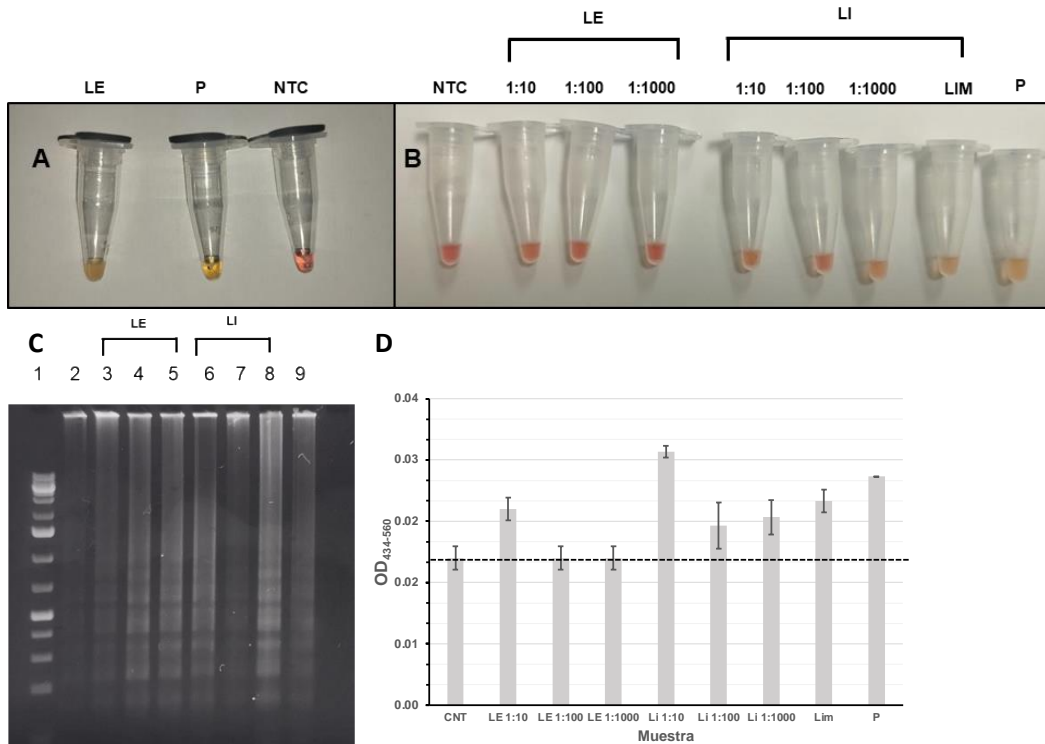 LE
P
NTC
A
LE
LI
NTC
1:10
1:100
1:1000
1:10
1:100
1:1000
LIM
P
B
C
LE
LI
1
2
3
4
5
6
7
8
9
D
0.04
0.03
0.02
0.02
0.01
0.00
OD434-560
CNT
LE 1:10
LE 1:100
LE 1:1000
Li 1:10
Li 1:100
Li 1:1000
Lim
P
Muestra